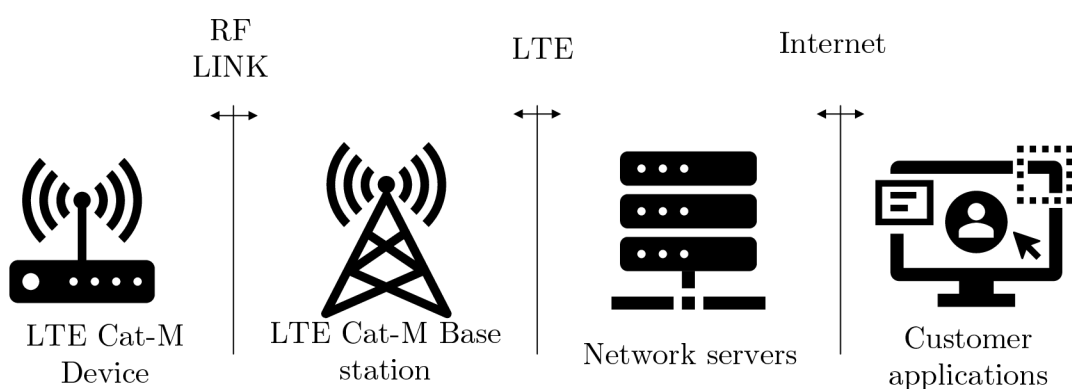 RF
LINK
LTE
Internet
LTE Cat-M
Device
LTE Cat-M Base
station
Network servers
Customer
applications